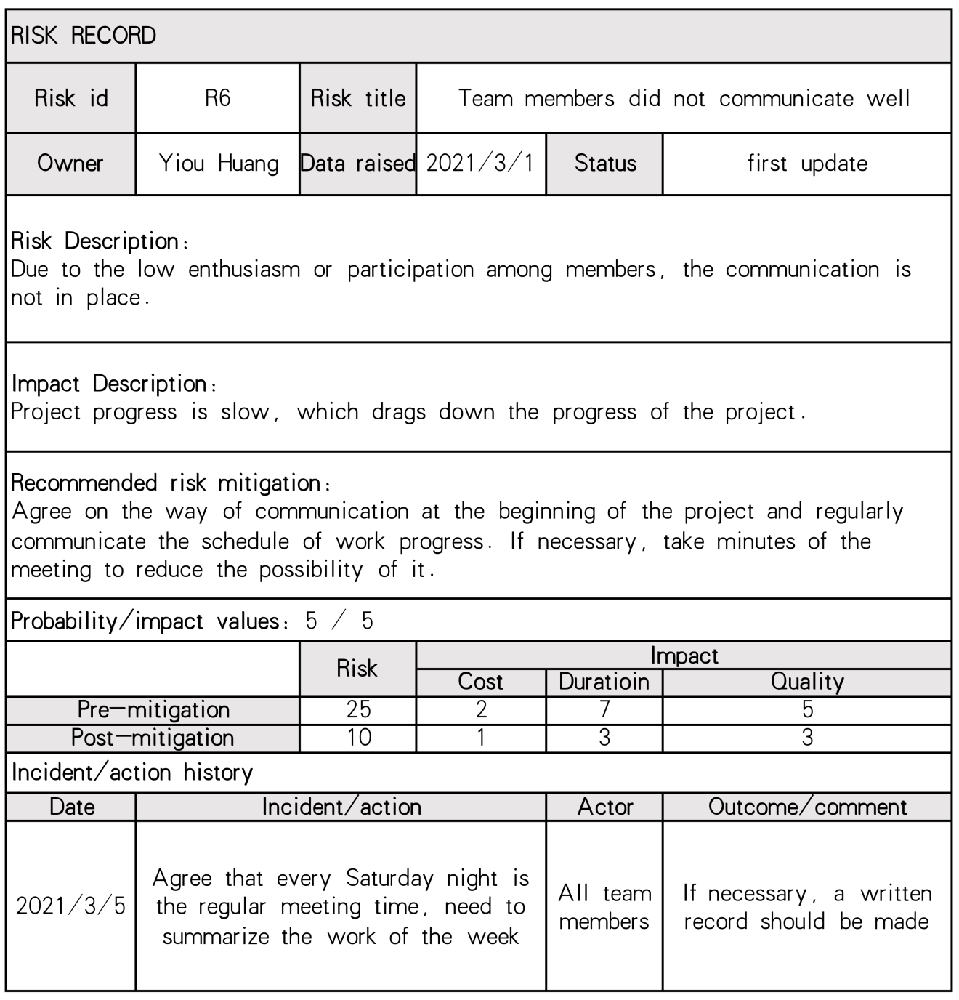 RISK RECORD
Risk id R6 Risk title Team members did not communicate well
Owner Yiou Huang Data raised 2021/3/1 Status first update
Risk Description:
Due to the low enthusiasm or participation among members, the communication is
not in place.
Impact Description:
Project progress is slow, which drags down the progress of the project.
Recommended risk mitigation:
Agree on the way of communication at the beginning of the project and regularly
communicate the schedule of work progress. If necessary, take minutes of the
meeting to reduce the possibility of it.
Probability/impact values: 5 / 5
Risk Impact
Cost Duratioin Quality
Pre-mitigation 25 2 7 5
Post-mitigation 10 1 3 3
Incident/action history
Date Incident/action Actor Outcome/comment
2021/3/5
Agree that every Saturday night is
the regular meeting time, need to
summarize the work of the week
All team
members
If necessary, a written
record should be made